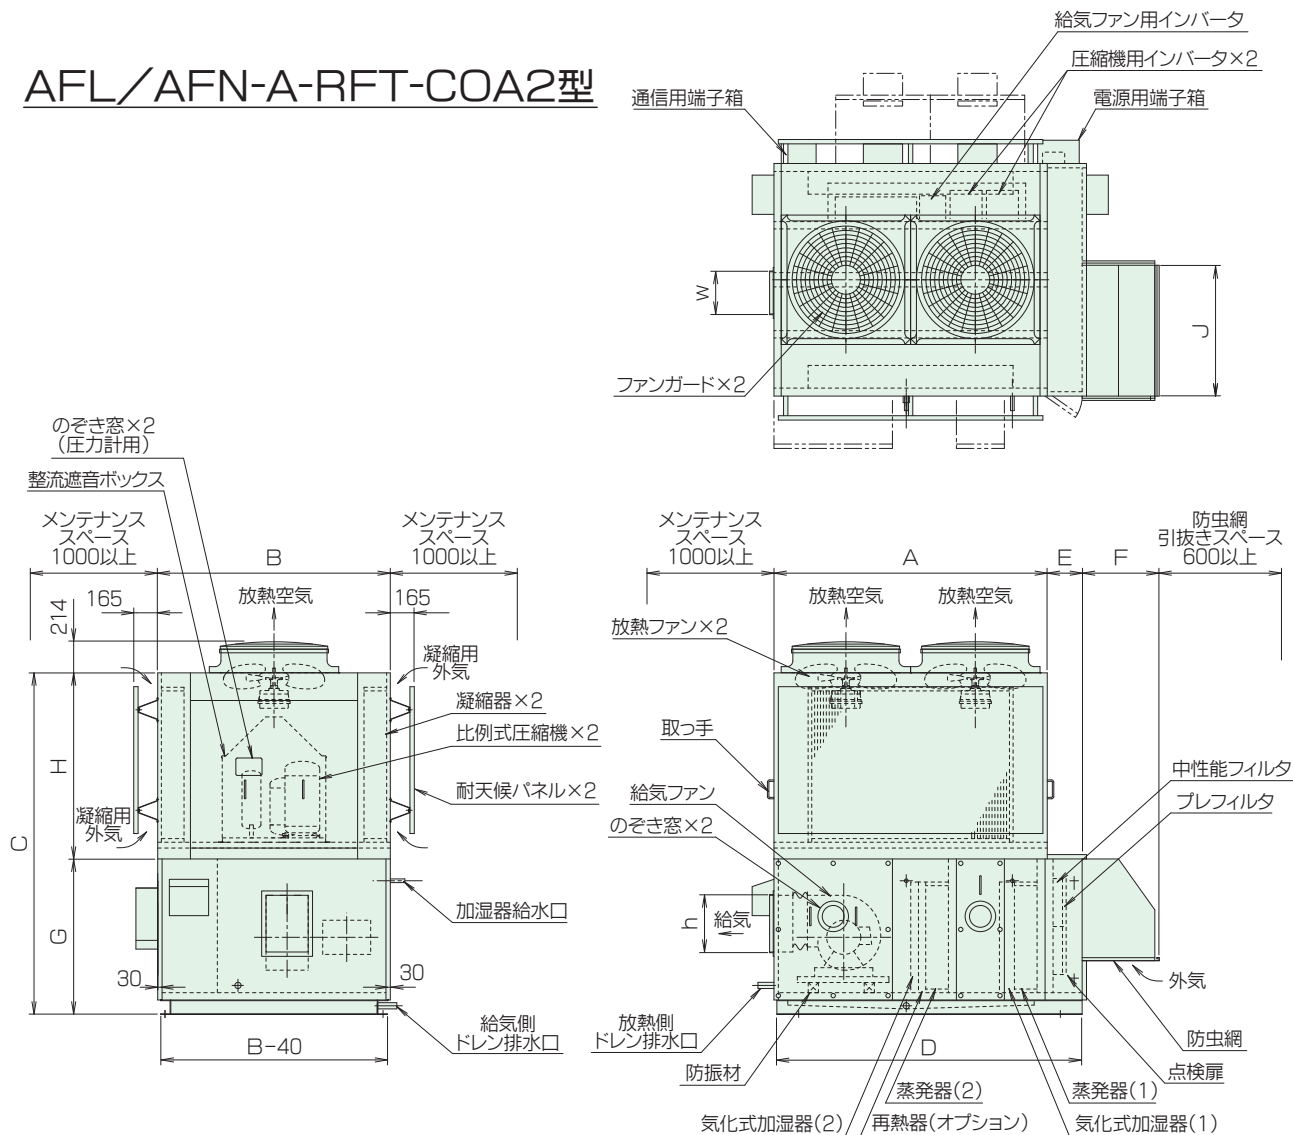 AFL／AFN-A-RFT-COA2型
給気ファン用インバータ
圧縮機用インバータ×2
通信用端子箱
電源用端子箱
W
J
ファンガード×2
のぞき窓×2
（圧力計用）
整流遮音ボックス
メンテナンス
スペース
1000以上
B
メンテナンス
スペース
1000以上
165
放熱空気
165
214
凝縮用
外気
凝縮器×2
比例式圧縮機×2
耐天候パネル×2
H
C
凝縮用
外気
加湿器給水口
G
30
30
B-40
給気側
ドレン排水口
メンテナンス
スペース
1000以上
A
E
F
防虫網
引抜きスペース
600以上
放熱空気
放熱空気
放熱ファン×2
取っ手
給気ファン
のぞき窓×2
中性能フィルタ
プレフィルタ
h
給気
外気
放熱側
ドレン排水口
D
防振材
防虫網
点検扉
蒸発器(2)
蒸発器(1)
気化式加湿器(2)
再熱器(オプション)
気化式加湿器(1)